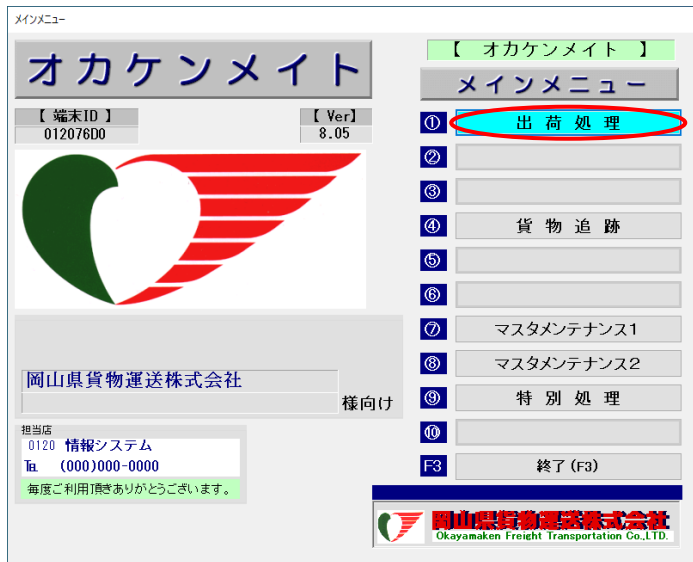 メインメニュー
オカケンメイト
【 端末ID 】
012076D0
【 Ver】
8.05
岡山県貨物運送株式会社
様向け
担当店
0120 情報システム
℡ (000)000-0000
毎度ご利用頂きありがとうございます。
【 オカケンメイト 】
メインメニュー
① 出 荷 処 理
②
③
④ 貨 物 追 跡
⑤
⑥
⑦ マスタメンテナンス1
⑧ マスタメンテナンス2
⑨ 特 別 処 理
⑩
F3 終了(F3)
岡山県貨物運送株式会社
Okayamaken Freight Transportation Co.,LTD.